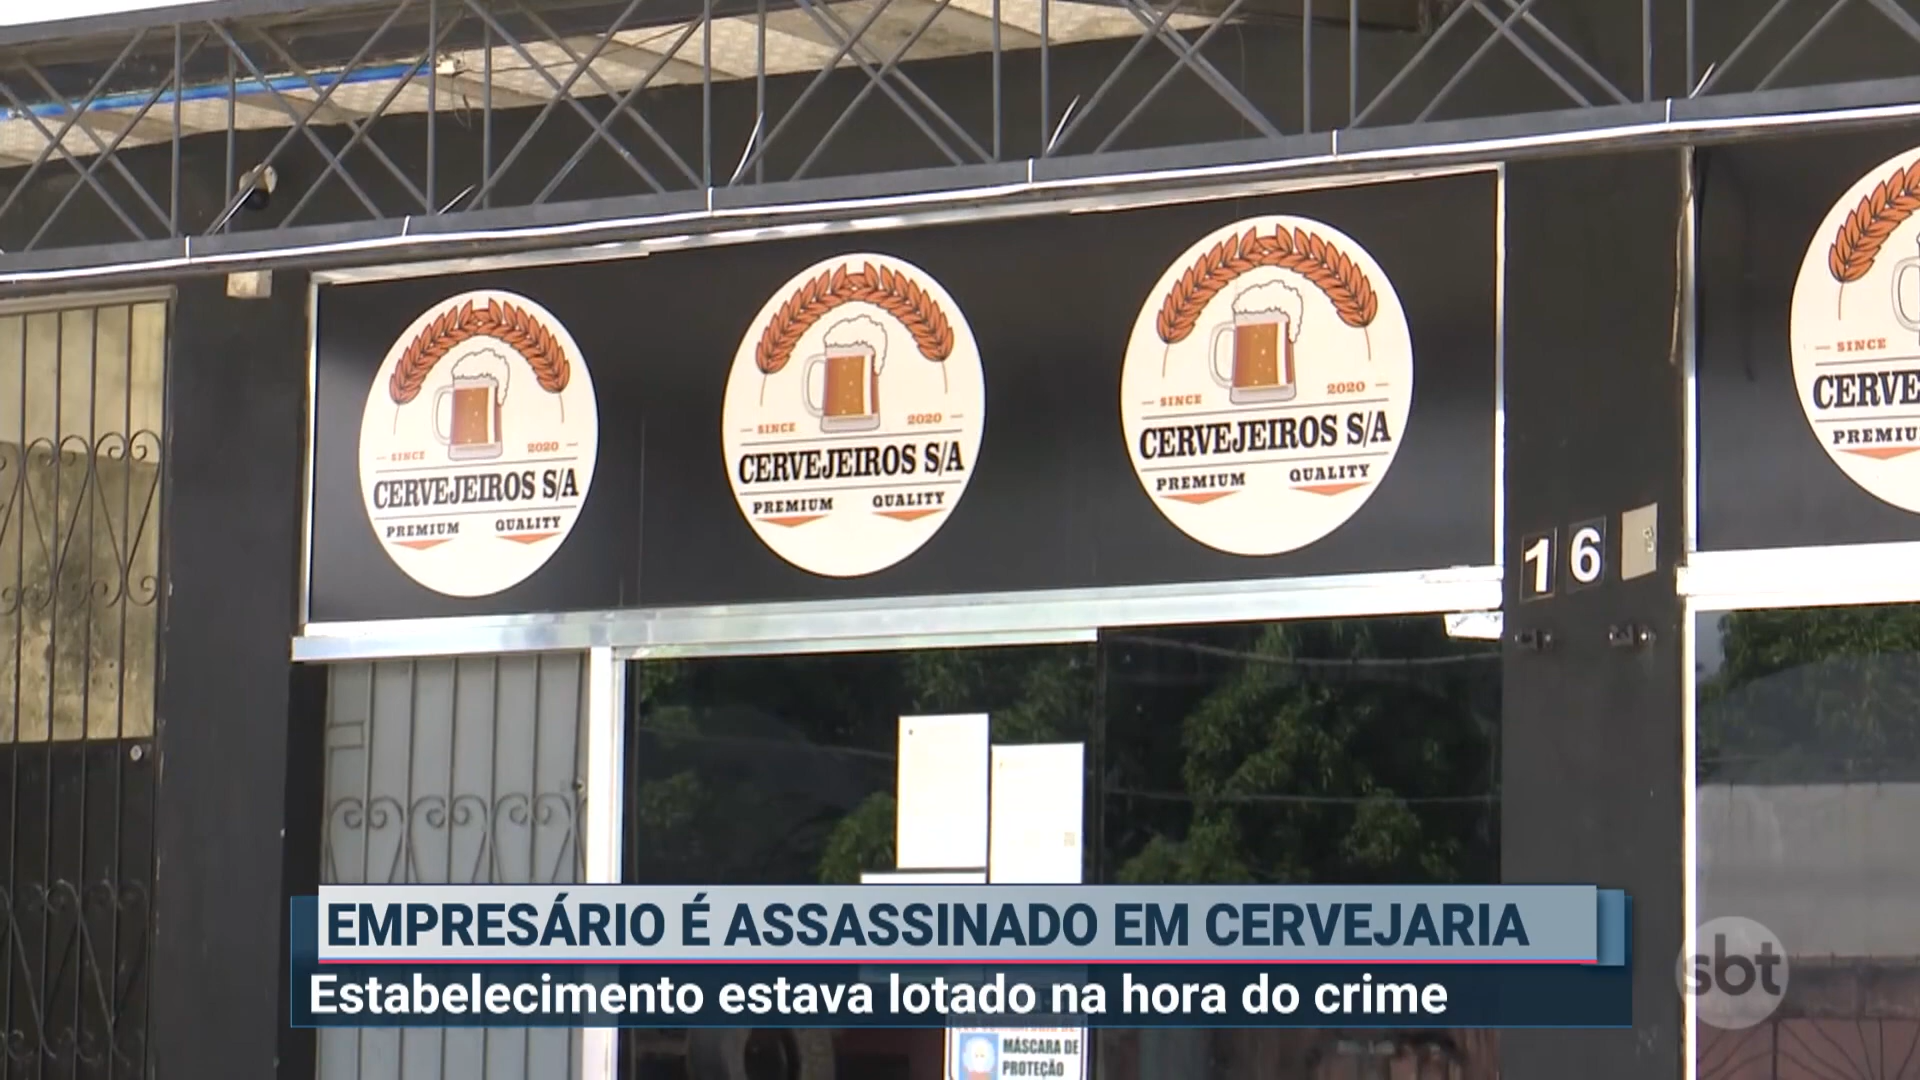 SINCE 2020
CERVEJEIROS S/A
PREMIUM QUALITY
SINCE 2020
CERVEJEIROS S/A
PREMIUM QUALITY
SINCE 2020
CERVEJEIROS S/A
PREMIUM QUALITY
SINCE
CERVE
PREMIU
16
EMPRESÁRIO É ASSASSINADO EM CERVEJARIA
Estabelecimento estava lotado na hora do crime
sbt
MÁSCARA DE
PROTEÇÃO